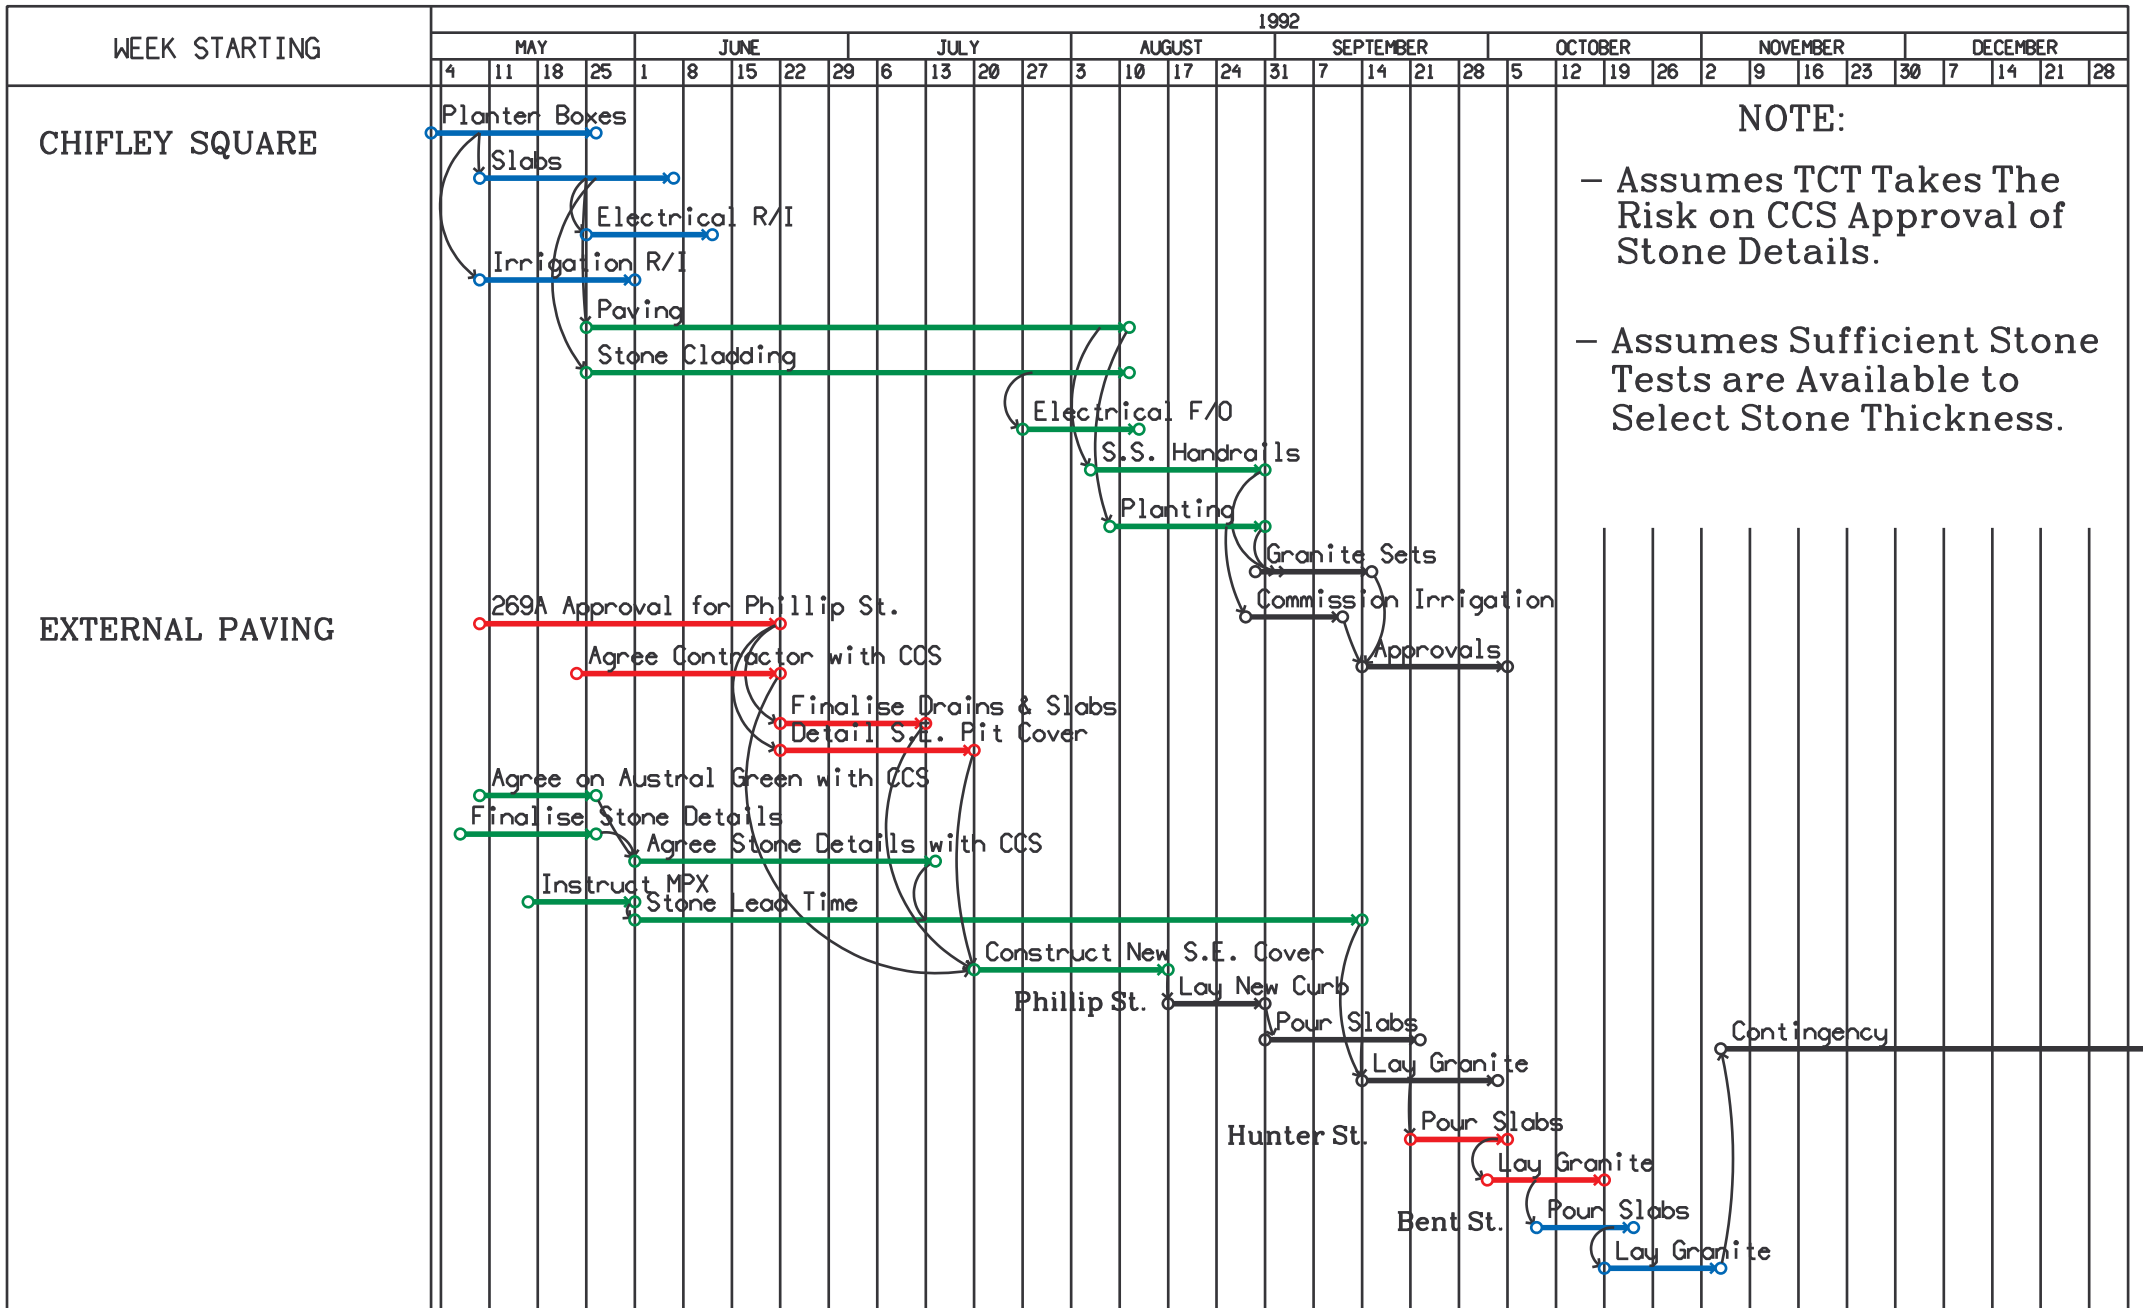 1992
WEEK STARTING
MAY JUNE JULY AUGUST SEPTEMBER OCTOBER NOVEMBER DECEMBER
4 11 18 25 1 8 15 22 29 6 13 20 27 3 10 17 24 31 7 14 21 28 5 12 19 26 2 9 16 23 30 7 14 21 28
CHIFLEY SQUARE
Planter Boxes
Slabs
Electrical R/I
Irrigation R/I
Paving
Stone Cladding
Electrical F/O
S.S. Handrails
Planting
Granite Sets
Commission Irrigation
Approvals
NOTE:
– Assumes TCT Takes The
Risk on CCS Approval of
Stone Details.
– Assumes Sufficient Stone
Tests are Available to
Select Stone Thickness.
EXTERNAL PAVING
269A Approval for Phillip St.
Agree Contractor with CCS
Finalise Drains & Slabs
Detail S.E. Pit Cover
Agree on Austral Green with CCS
Finalise Stone Details
Agree Stone Details with CCS
Instruct MPX
Stone Lead Time
Construct New S.E. Cover
Phillip St.
Lay New Curb
Pour Slabs
Lay Granite
Contingency
Hunter St.
Pour Slabs
Lay Granite
Bent St.
Pour Slabs
Lay Granite